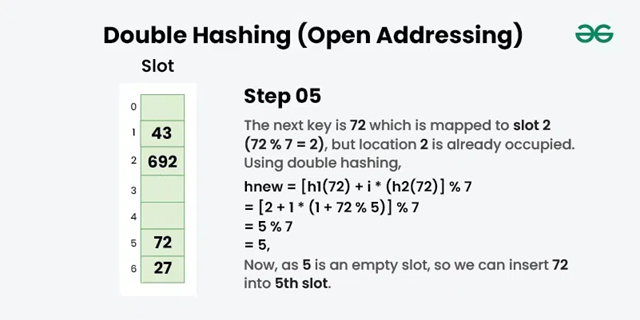 Double Hashing (Open Addressing)
Slot
0
1 43
2 692
3
4
5 72
6 27
Step 05
The next key is 72 which is mapped to slot 2
(72 % 7 = 2), but location 2 is already occupied.
Using double hashing,
hnew = [h1(72) + i * (h2(72)] % 7
= [2 + 1 * (1 + 72 % 5)] % 7
= 5 % 7
= 5,
Now, as 5 is an empty slot, so we can insert 72
into 5th slot.